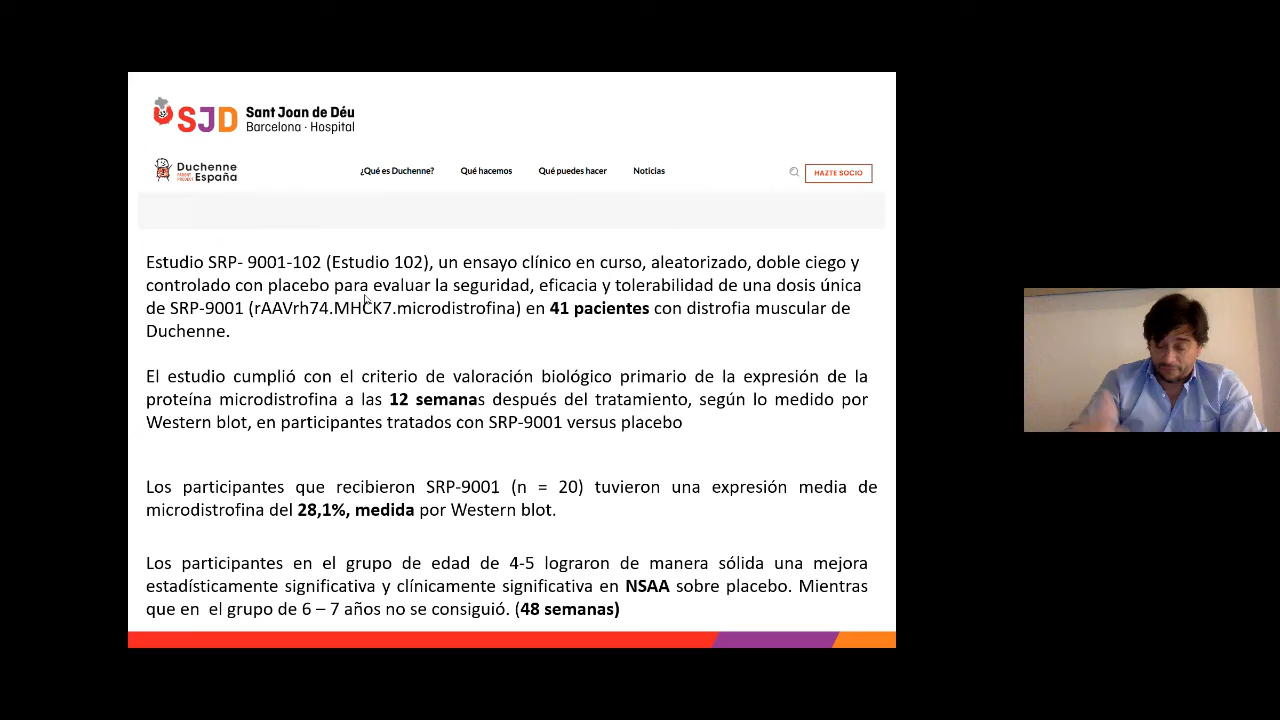 SJD Sant Joan de Déu
Barcelona · Hospital
Duchenne
PARENT PROJECT España
¿Qué es Duchenne? Qué hacemos Qué puedes hacer Noticias HAZTE SOCIO
Estudio SRP- 9001-102 (Estudio 102), un ensayo clínico en curso, aleatorizado, doble ciego y
controlado con placebo para evaluar la seguridad, eficacia y tolerabilidad de una dosis única
de SRP-9001 (rAAVrh74.MHCK7.microdistrofina) en 41 pacientes con distrofia muscular de
Duchenne.
El estudio cumplió con el criterio de valoración biológico primario de la expresión de la
proteína microdistrofina a las 12 semanas después del tratamiento, según lo medido por
Western blot, en participantes tratados con SRP-9001 versus placebo
Los participantes que recibieron SRP-9001 (n = 20) tuvieron una expresión media de
microdistrofina del 28,1%, medida por Western blot.
Los participantes en el grupo de edad de 4-5 lograron de manera sólida una mejora
estadísticamente significativa y clínicamente significativa en NSAA sobre placebo. Mientras
que en el grupo de 6 – 7 años no se consiguió. (48 semanas)